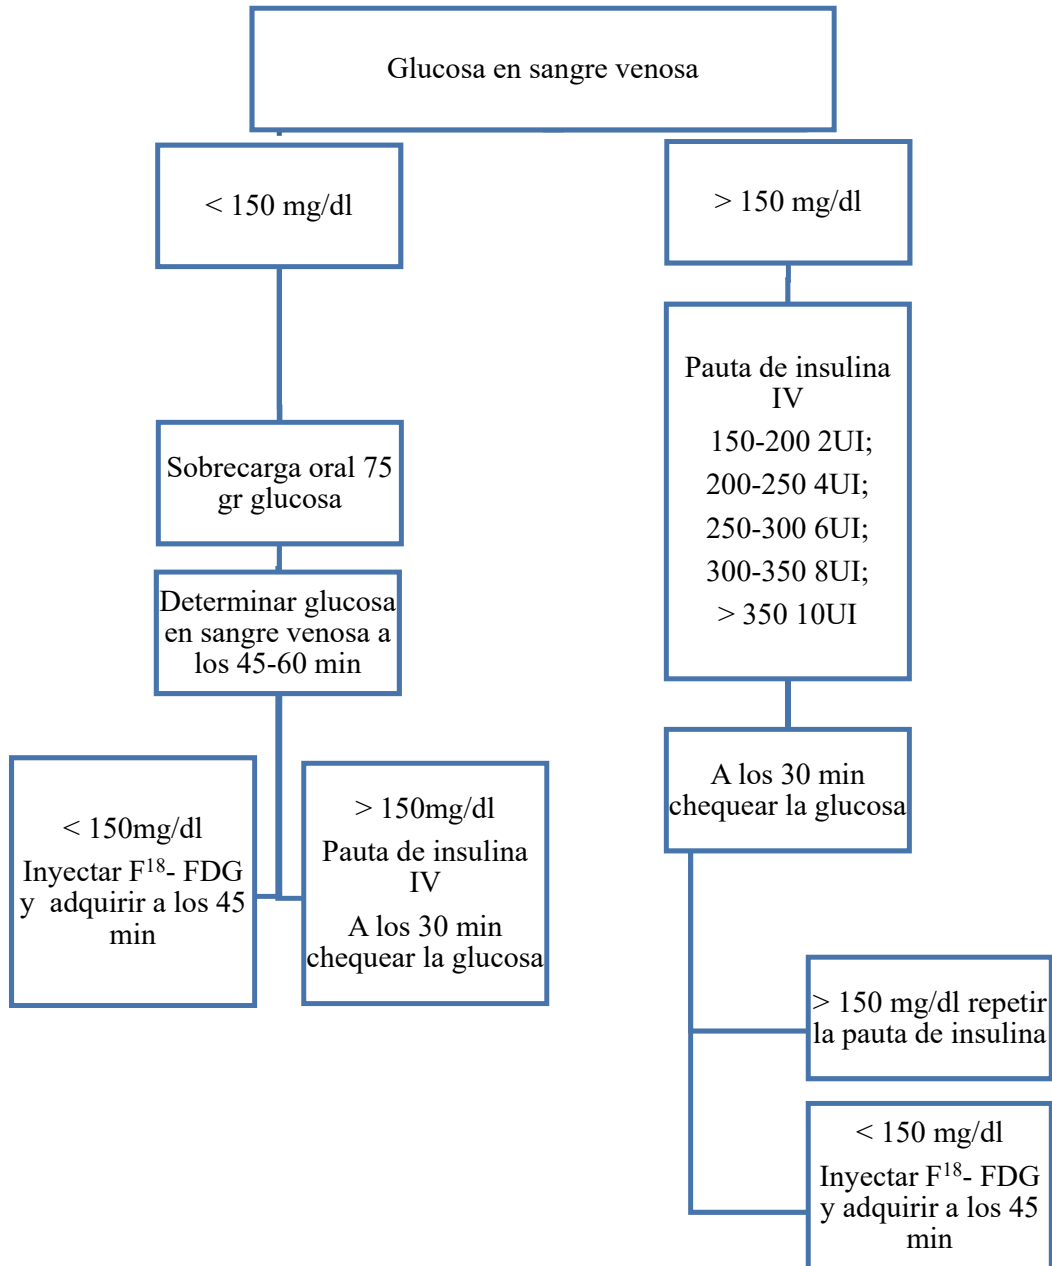 Glucosa en sangre venosa
< 150 mg/dl
> 150 mg/dl
Sobrecarga oral 75
gr glucosa
Determinar glucosa
en sangre venosa a
los 45-60 min
< 150mg/dl
Inyectar F¹⁸- FDG
y adquirir a los 45
min
> 150mg/dl
Pauta de insulina
IV
A los 30 min
chequear la glucosa
Pauta de insulina
IV
150-200 2UI;
200-250 4UI;
250-300 6UI;
300-350 8UI;
> 350 10UI
A los 30 min
chequear la glucosa
> 150 mg/dl repetir
la pauta de insulina
< 150 mg/dl
Inyectar F¹⁸- FDG
y adquirir a los 45
min